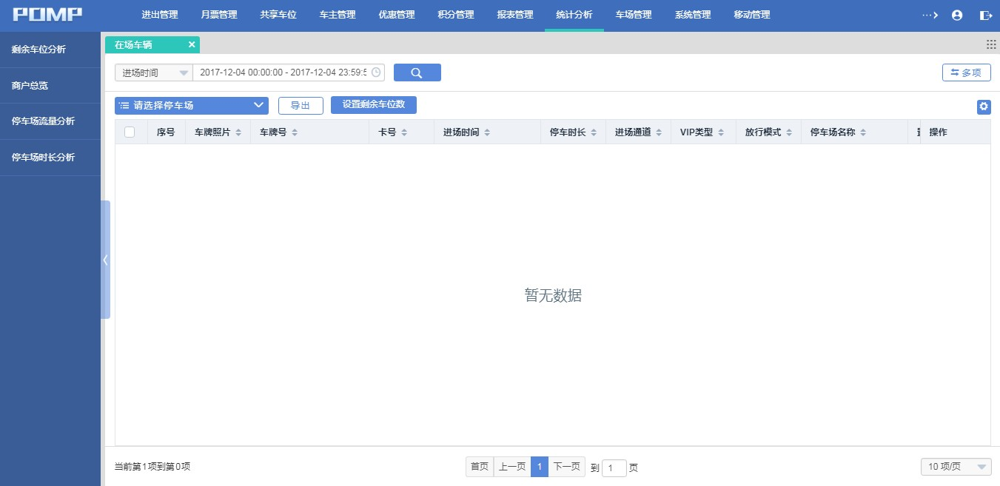 POMP 进出管理 月票管理 共享车位 车主管理 优惠管理 积分管理 报表管理 统计分析 车场管理 系统管理 移动管理
剩余车位分析
商户总览
停车场流量分析
停车场时长分析
在场车辆
进场时间 2017-12-04 00:00:00 - 2017-12-04 23:59:5 多项
请选择停车场 导出 设置剩余车位数
序号 车牌照片 车牌号 卡号 进场时间 停车时长 进场通道 VIP类型 放行模式 停车场名称 操作
暂无数据
当前第1项到第0项 首页 上一页 1 下一页 到 1 页 10 项/页